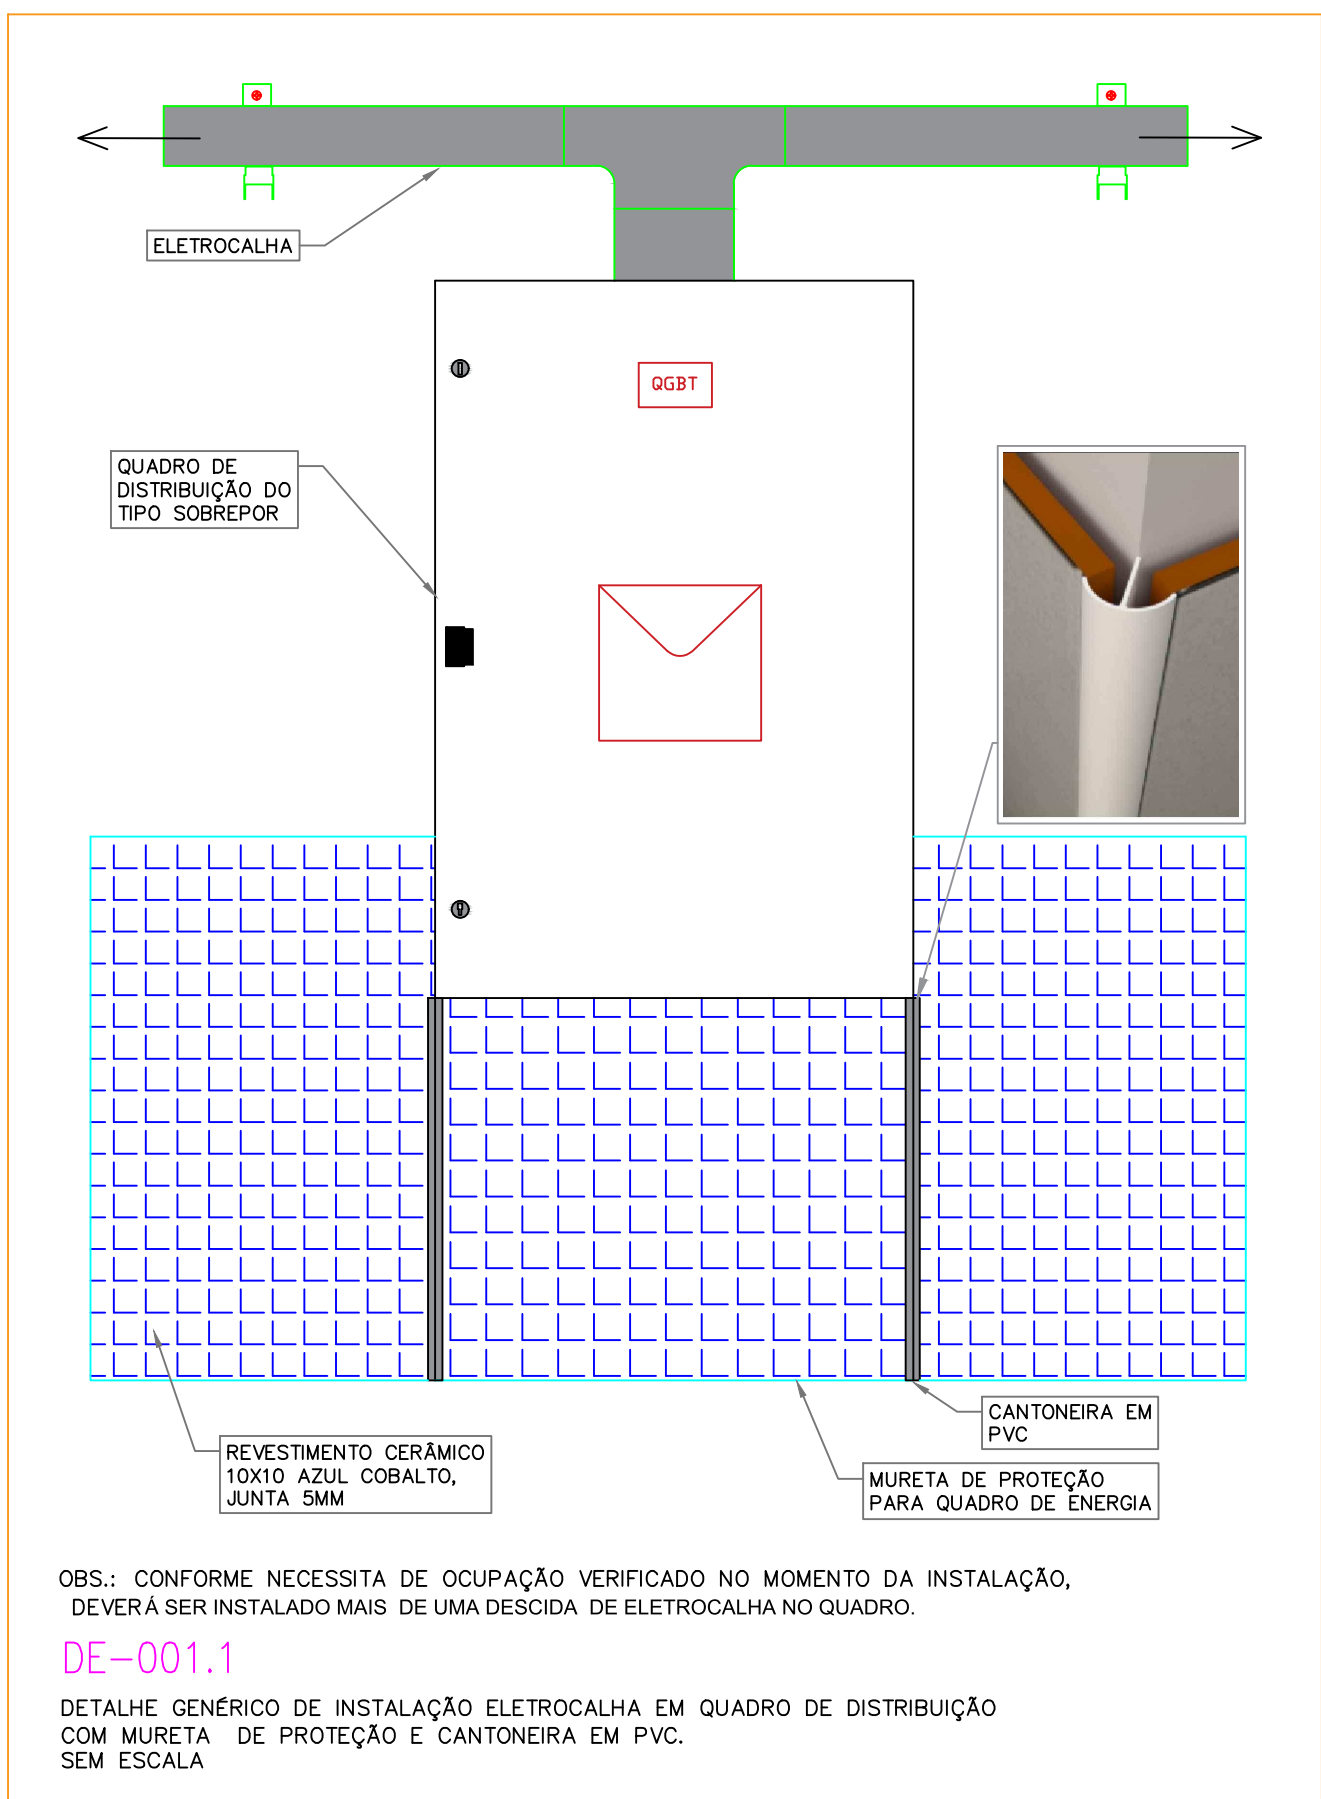 ELETROCALHA
QGBT
QUADRO DE
DISTRIBUIÇÃO DO
TIPO SOBREPOR
CANTONEIRA EM
PVC
REVESTIMENTO CERÂMICO
10X10 AZUL COBALTO,
JUNTA 5MM
MURETA DE PROTEÇÃO
PARA QUADRO DE ENERGIA
OBS.: CONFORME NECESSITA DE OCUPAÇÃO VERIFICADO NO MOMENTO DA INSTALAÇÃO,
DEVERÁ SER INSTALADO MAIS DE UMA DESCIDA DE ELETROCALHA NO QUADRO.
DE-001.1
DETALHE GENÉRICO DE INSTALAÇÃO ELETROCALHA EM QUADRO DE DISTRIBUIÇÃO
COM MURETA DE PROTEÇÃO E CANTONEIRA EM PVC.
SEM ESCALA